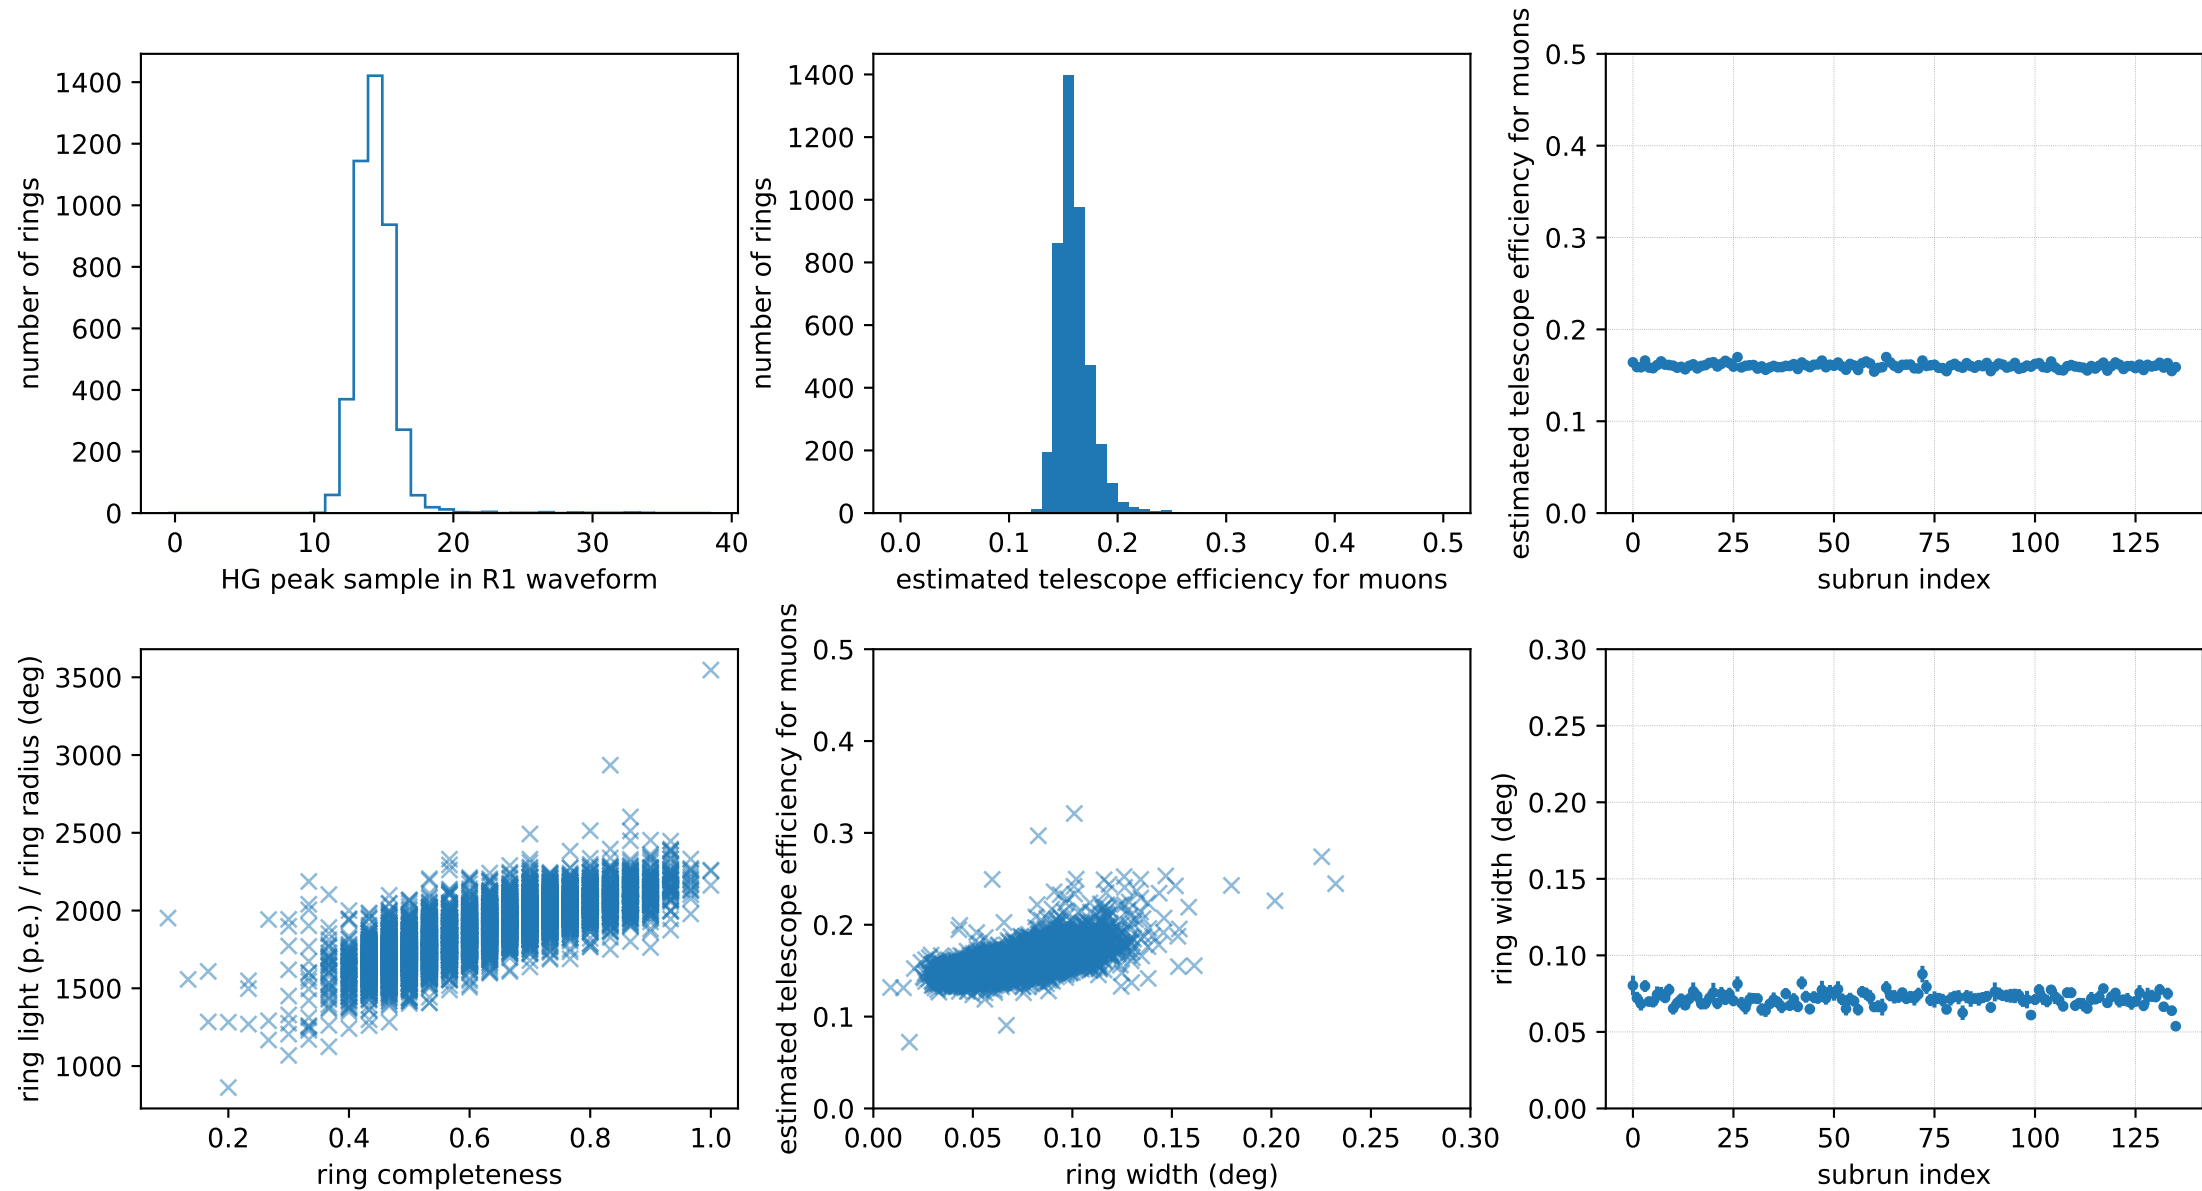 number of rings
1400
1200
1000
800
600
400
200
0
0 10 20 30 40
HG peak sample in R1 waveform
number of rings
1400
1200
1000
800
600
400
200
0
0.0 0.1 0.2 0.3 0.4 0.5
estimated telescope efficiency for muons
estimated telescope efficiency for muons
0.5
0.4
0.3
0.2
0.1
0.0
0 25 50 75 100 125
subrun index
ring light (p.e.) / ring radius (deg)
3500
3000
2500
2000
1500
1000
0.2 0.4 0.6 0.8 1.0
ring completeness
estimated telescope efficiency for muons
0.5
0.4
0.3
0.2
0.1
0.0
0.00 0.05 0.10 0.15 0.20 0.25 0.30
ring width (deg)
ring width (deg)
0.30
0.25
0.20
0.15
0.10
0.05
0.00
0 25 50 75 100 125
subrun index